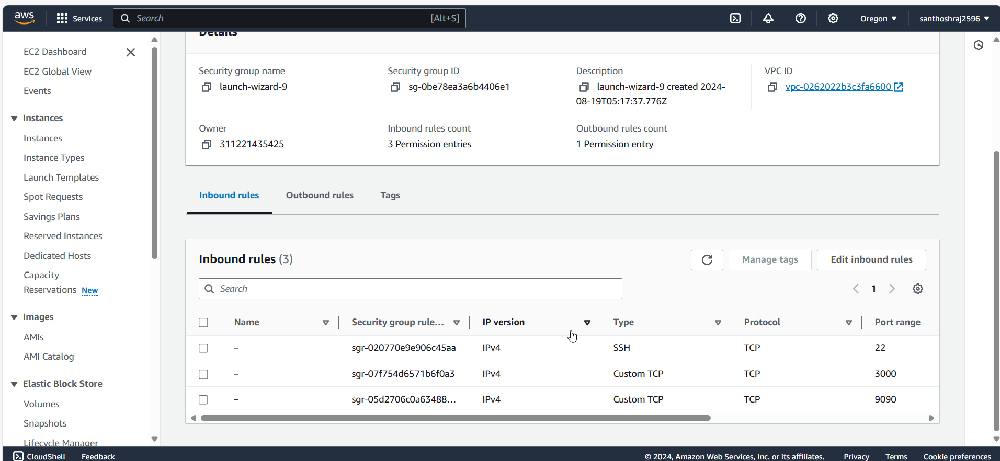 aws
Services
Search
[Alt+S]
Oregon
santhoshraj2596
EC2 Dashboard
EC2 Global View
Events
Instances
Instances
Instance Types
Launch Templates
Spot Requests
Savings Plans
Reserved Instances
Dedicated Hosts
Capacity
Reservations New
Images
AMIs
AMI Catalog
Elastic Block Store
Volumes
Snapshots
Lifecycle Manager
Details
Security group name
launch-wizard-9
Security group ID
sg-0be78ea3a6b4406e1
Description
launch-wizard-9 created 2024-
08-19T05:17:37.776Z
VPC ID
vpc-0262022b3c3fa6600
Owner
311221435425
Inbound rules count
3 Permission entries
Outbound rules count
1 Permission entry
Inbound rules
Outbound rules
Tags
Inbound rules (3)
Manage tags
Edit inbound rules
Search
1
Name Security group rule... IP version Type Protocol Port range
– sgr-020770e9e906c45aa IPv4 SSH TCP 22
– sgr-07f754d6571b6f0a3 IPv4 Custom TCP TCP 3000
– sgr-05d2706c0a63488... IPv4 Custom TCP TCP 9090
CloudShell
Feedback
© 2024, Amazon Web Services, Inc. or its affiliates.
Privacy
Terms
Cookie preferences